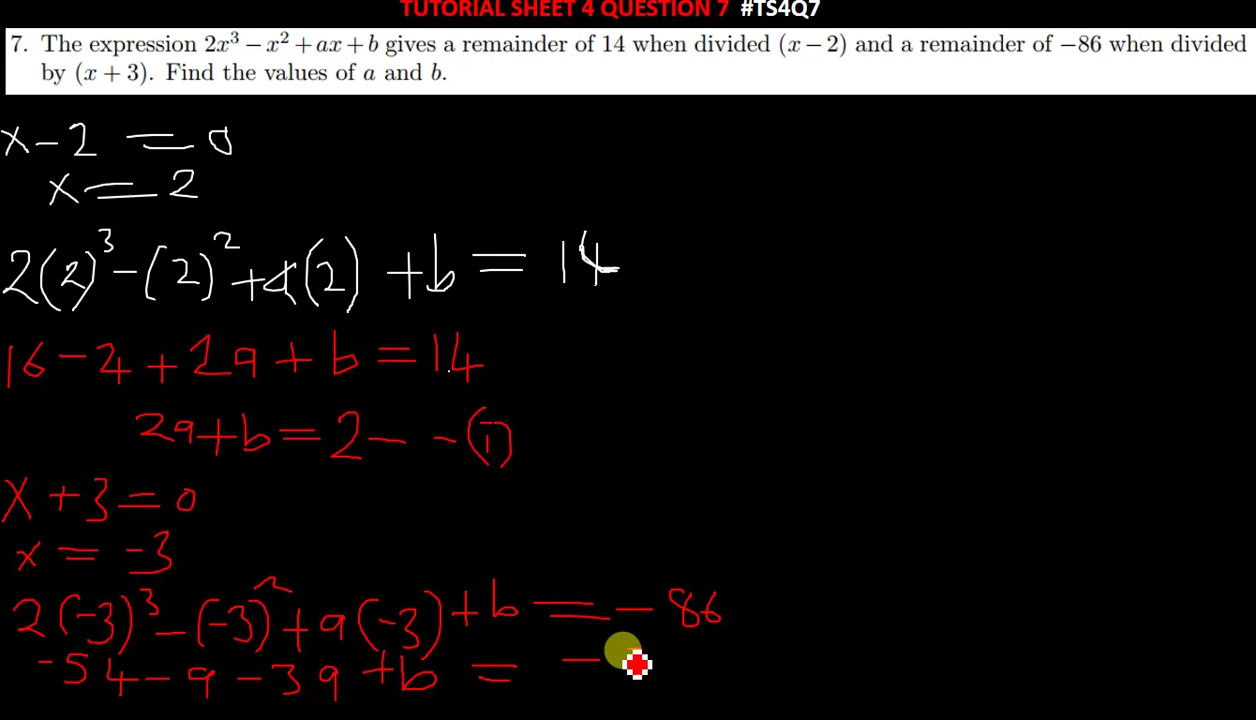 TUTORIAL SHEET 4 QUESTION 7 #TS4Q7
7. The expression 2x³ − x² + ax + b gives a remainder of 14 when divided (x − 2) and a remainder of −86 when divided
by (x + 3). Find the values of a and b.
x − 2 = 0
x = 2
2(2)³ − (2)² + a(2) + b = 14
16 − 4 + 2a + b = 14
2a + b = 2 − − (1)
x + 3 = 0
x = −3
2(−3)³ − (−3)² + a(−3) + b = − 86
−54 − 9 − 3a + b = −